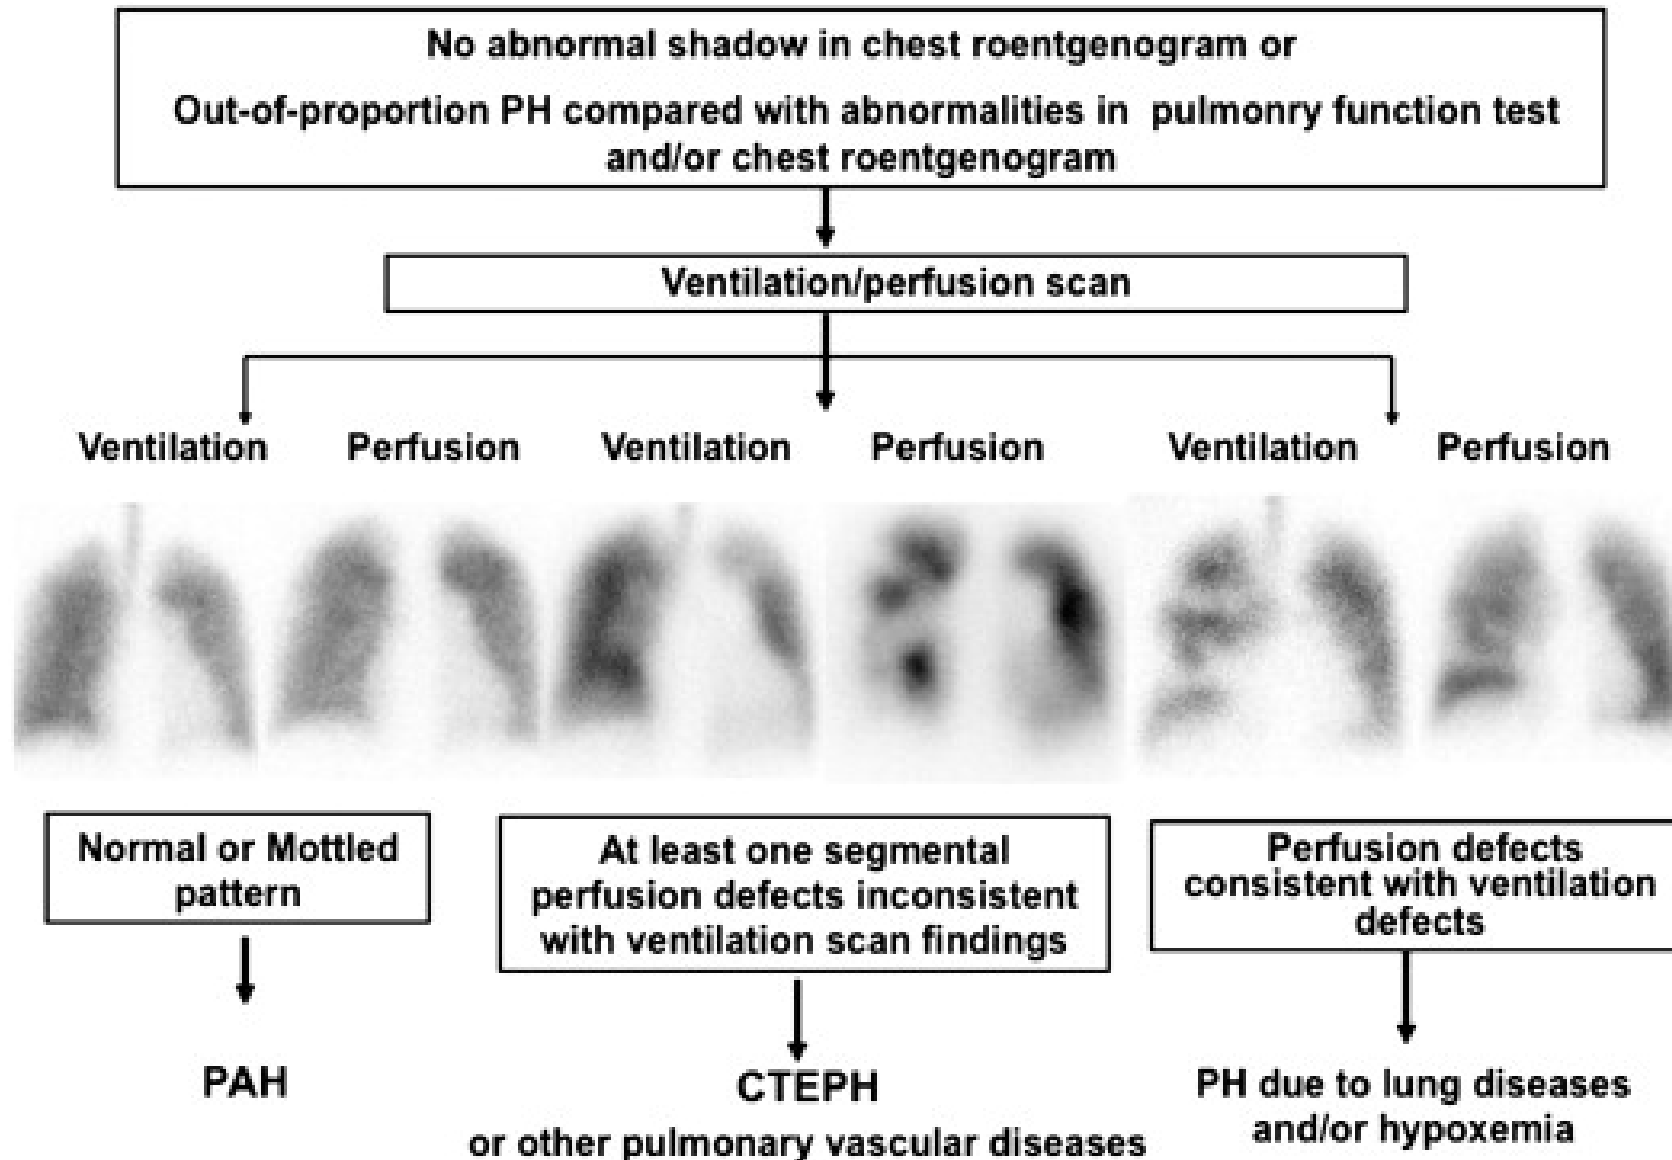 No abnormal shadow in chest roentgenogram or
Out-of-proportion PH compared with abnormalities in pulmonry function test
and/or chest roentgenogram
Ventilation/perfusion scan
Ventilation Perfusion Ventilation Perfusion Ventilation Perfusion
Normal or Mottled
pattern
At least one segmental
perfusion defects inconsistent
with ventilation scan findings
Perfusion defects
consistent with ventilation
defects
PAH
CTEPH
or other pulmonary vascular diseases
PH due to lung diseases
and/or hypoxemia